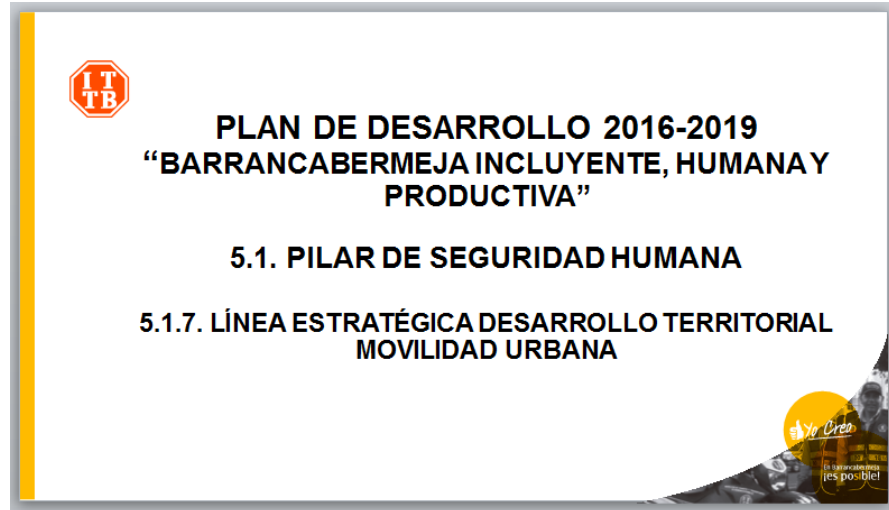 I T
T B
PLAN DE DESARROLLO 2016-2019
“BARRANCABERMEJA INCLUYENTE, HUMANA Y
PRODUCTIVA”
5.1. PILAR DE SEGURIDAD HUMANA
5.1.7. LÍNEA ESTRATÉGICA DESARROLLO TERRITORIAL
MOVILIDAD URBANA
Yo Creo
En Barrancabermeja
¡es posible!